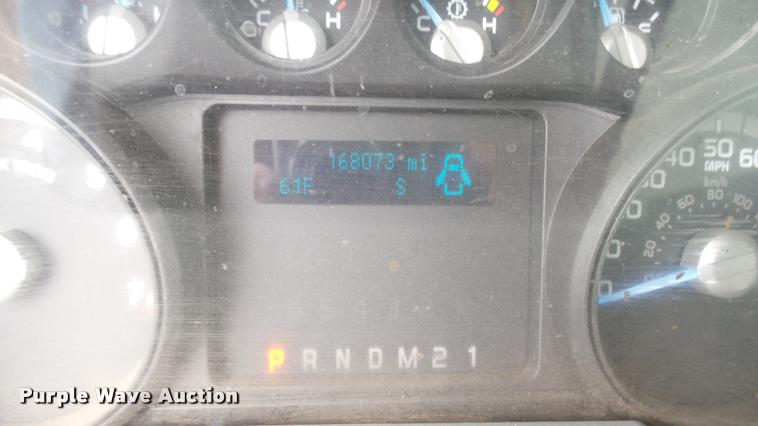 C H
C H
168073 mi
61F S
40 50 60
MPH
km/h
60 80 100
40
20
P R N D M 2 1
Purple Wave Auction